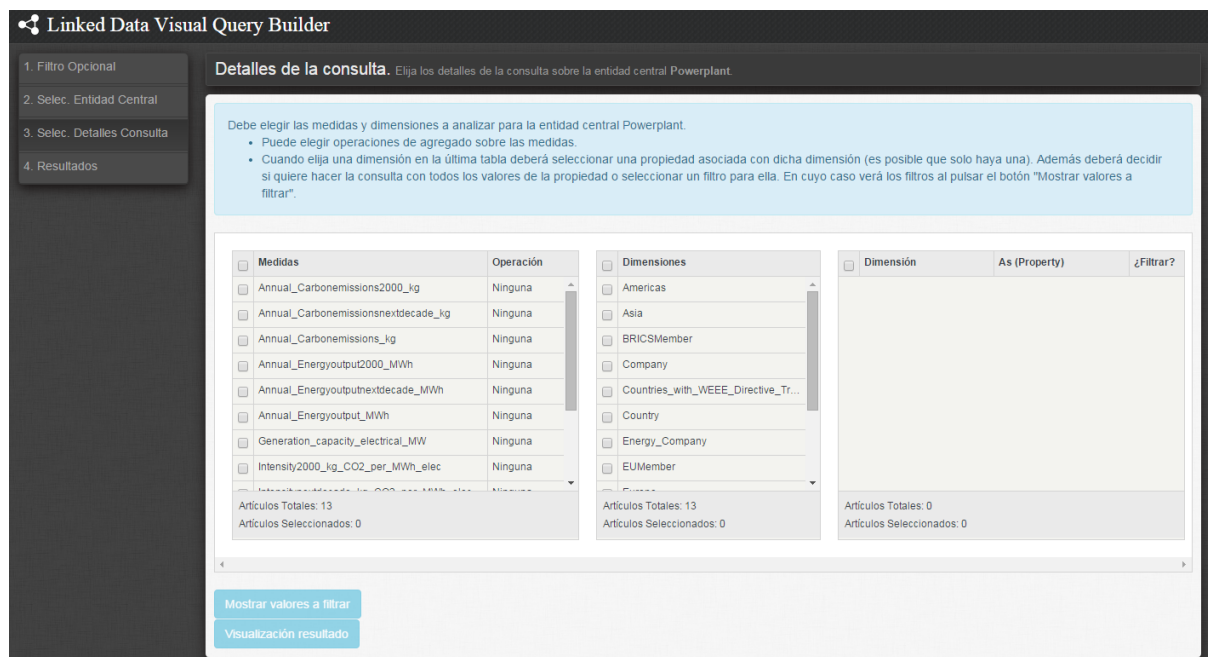 Linked Data Visual Query Builder
1. Filtro Opcional
2. Selec. Entidad Central
3. Selec. Detalles Consulta
4. Resultados
Detalles de la consulta. Elija los detalles de la consulta sobre la entidad central Powerplant.
Debe elegir las medidas y dimensiones a analizar para la entidad central Powerplant.
• Puede elegir operaciones de agregado sobre las medidas.
• Cuando elija una dimensión en la última tabla deberá seleccionar una propiedad asociada con dicha dimensión (es posible que solo haya una). Además deberá decidir
si quiere hacer la consulta con todos los valores de la propiedad o seleccionar un filtro para ella. En cuyo caso verá los filtros al pulsar el botón "Mostrar valores a
filtrar".
Medidas Operación
Annual_Carbonemissions2000_kg Ninguna
Annual_Carbonemissionsnextdecade_kg Ninguna
Annual_Carbonemissions_kg Ninguna
Annual_Energyoutput2000_MWh Ninguna
Annual_Energyoutputnextdecade_MWh Ninguna
Annual_Energyoutput_MWh Ninguna
Generation_capacity_electrical_MW Ninguna
Intensity2000_kg_CO2_per_MWh_elec Ninguna
Intensitynextdecade_kg_CO2_per_MWh_elec Ninguna
Artículos Totales: 13
Artículos Seleccionados: 0
Dimensiones
Americas
Asia
BRICSMember
Company
Countries_with_WEEE_Directive_Tr...
Country
Energy_Company
EUMember
Europe
Artículos Totales: 13
Artículos Seleccionados: 0
Dimensión As (Property) ¿Filtrar?
Artículos Totales: 0
Artículos Seleccionados: 0
Mostrar valores a filtrar
Visualización resultado